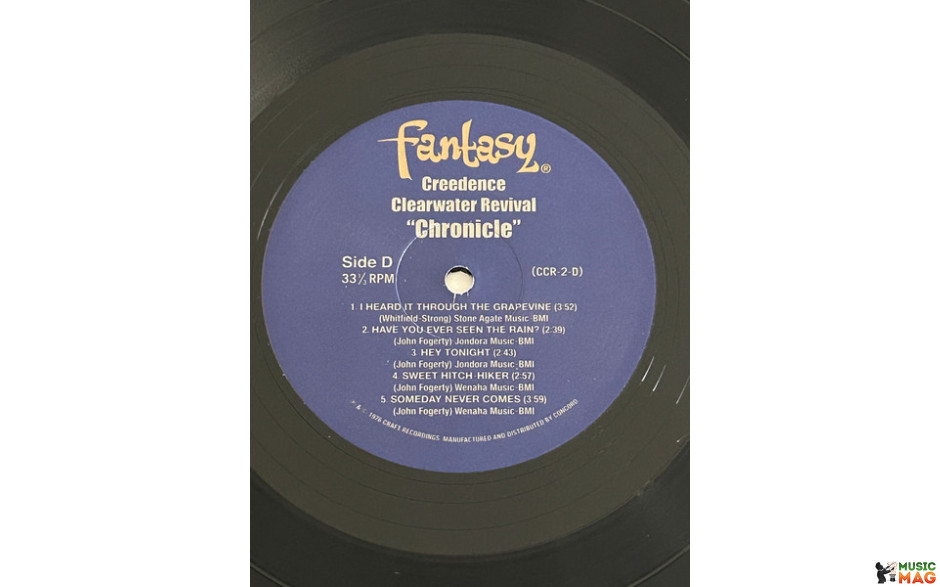 fantasy®
Creedence
Clearwater Revival
“Chronicle”
Side D
33⅓ RPM
(CCR-2-D)
1. I HEARD IT THROUGH THE GRAPEVINE (3:52)
(Whitfield-Strong) Stone Agate Music-BMI
2. HAVE YOU EVER SEEN THE RAIN? (2:39)
(John Fogerty) Jondora Music-BMI
3. HEY TONIGHT (2:43)
(John Fogerty) Jondora Music-BMI
4. SWEET HITCH-HIKER (2:57)
(John Fogerty) Wenaha Music-BMI
5. SOMEDAY NEVER COMES (3:59)
(John Fogerty) Wenaha Music-BMI
℗ & © 1976 CRAFT RECORDINGS. MANUFACTURED AND DISTRIBUTED BY CONCORD
MUSIC
MAG